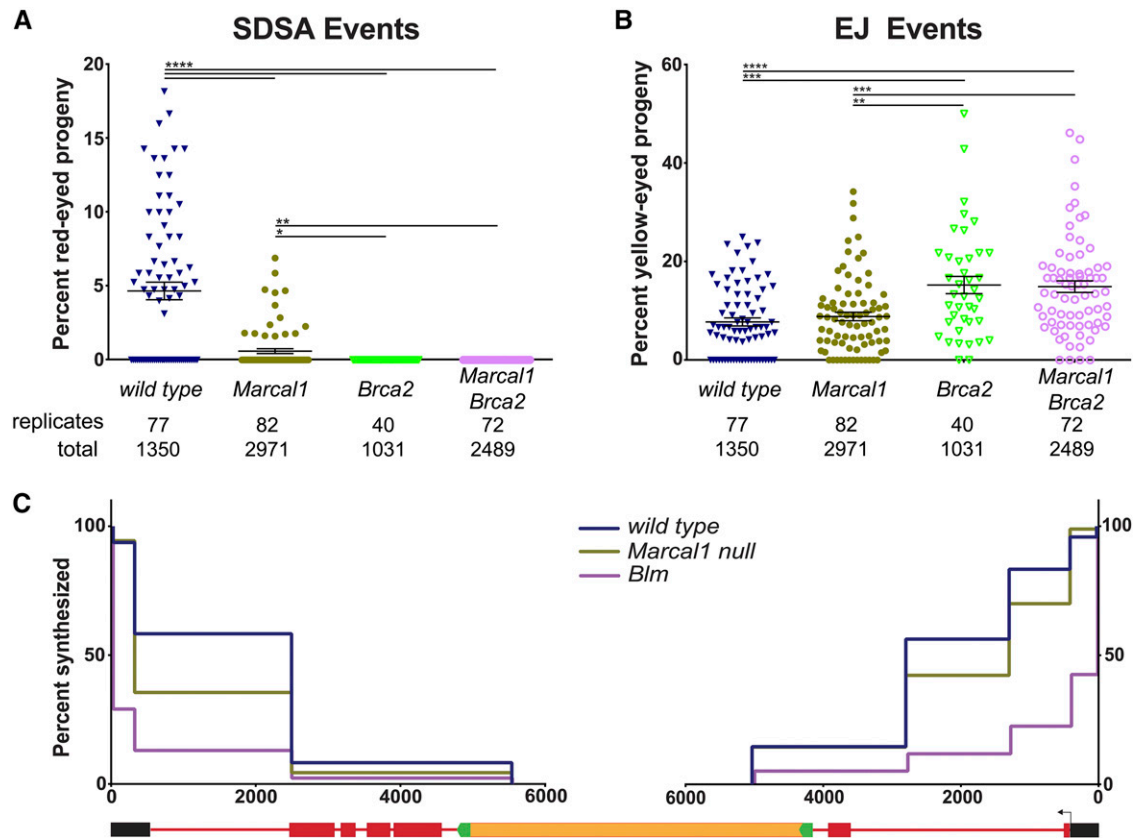 A
SDSA Events
Percent red-eyed progeny
20
15
10
5
0
****
**
*
wild type
Marcal1
Brca2
Marcal1
Brca2
replicates 77 82 40 72
total 1350 2971 1031 2489
B
EJ Events
Percent yellow-eyed progeny
60
40
20
0
****
***
***
**
wild type
Marcal1
Brca2
Marcal1
Brca2
replicates 77 82 40 72
total 1350 2971 1031 2489
C
Percent synthesized
100
50
0
0 2000 4000 6000
wild type
Marcal1 null
Blm
100
50
0
6000 4000 2000 0